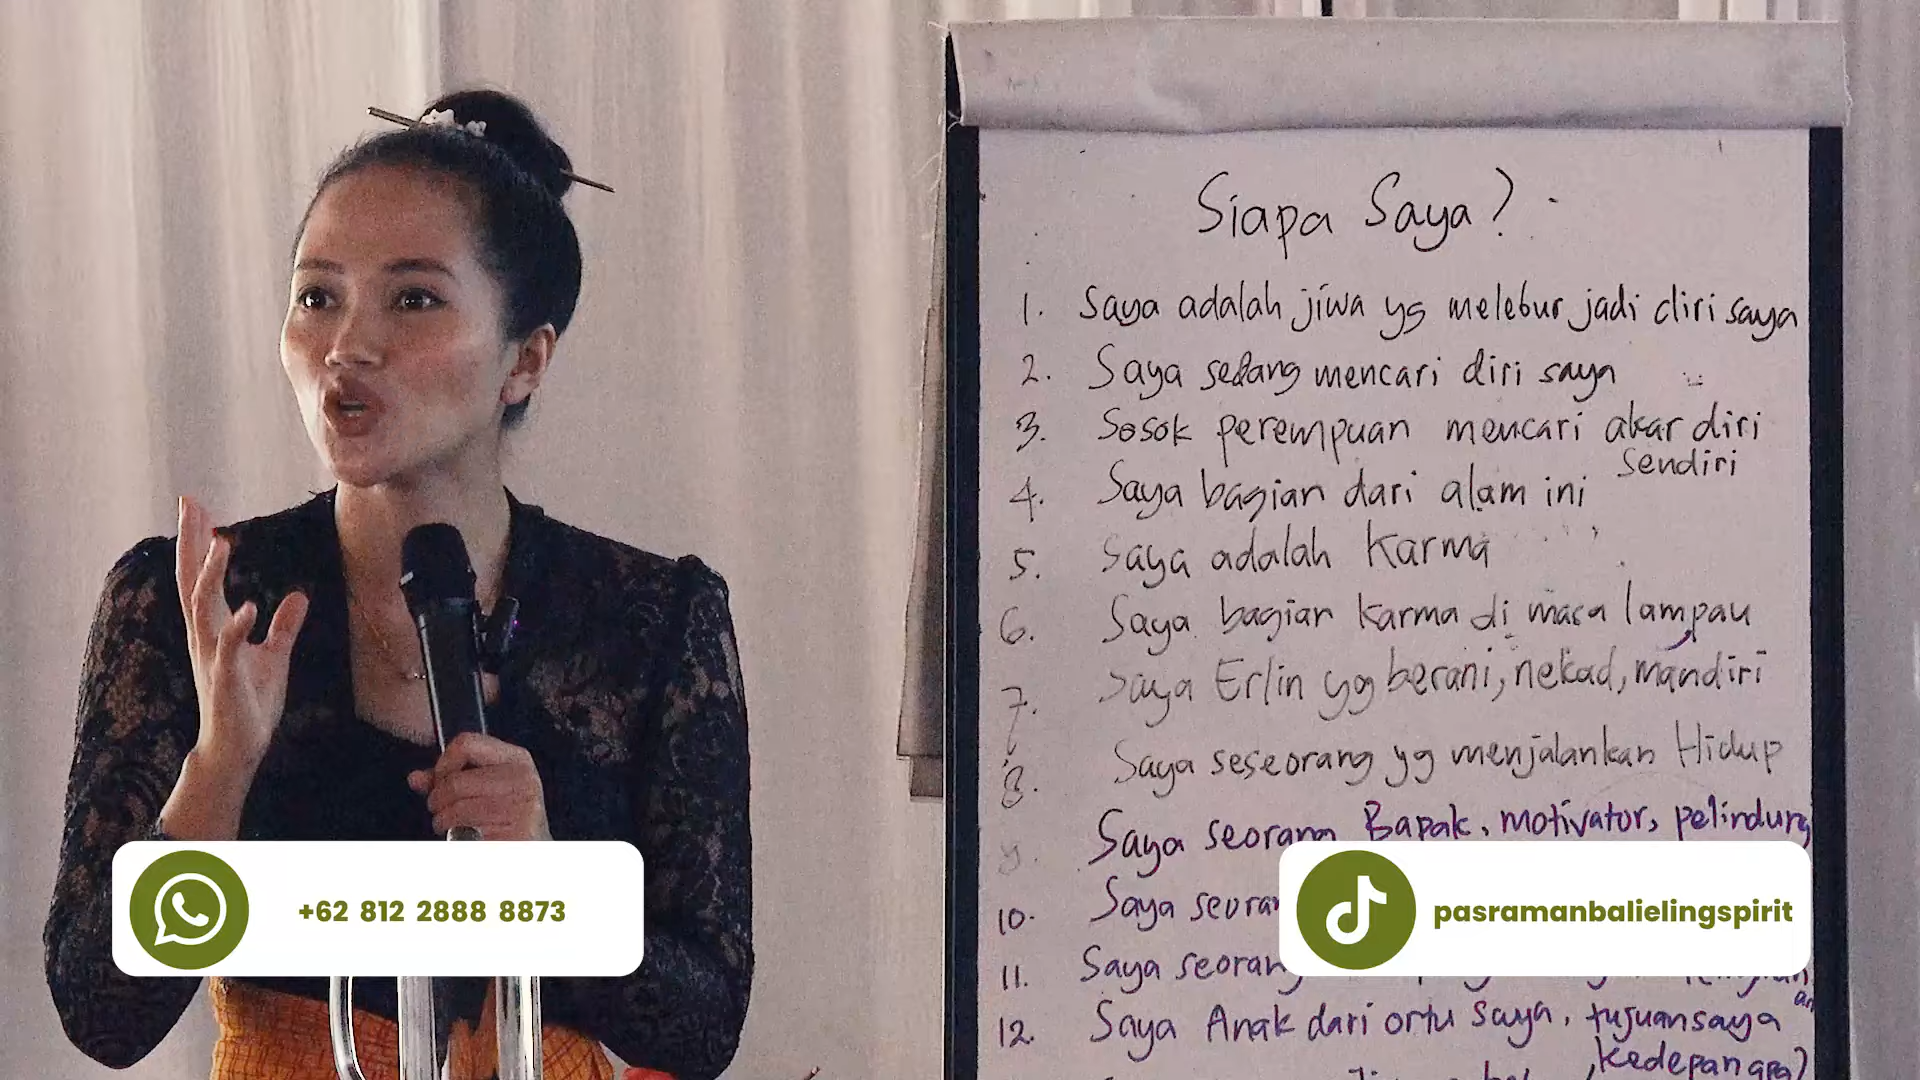 Siapa Saya?
1. Saya adalah jiwa yg melebur jadi diri saya
2. Saya sedang mencari diri saya
3. Sosok perempuan mencari akar diri
sendiri
4. Saya bagian dari alam ini
5. Saya adalah Karma
6. Saya bagian karma di masa lampau
7. Saya Erlin yg berani, nekad, mandiri
8. Saya seseorang yg menjalankan Hidup
9. Saya seorang Bapak, motivator, pelindung
10. Saya
11. Saya
12. Saya Anak dari ortu saya, tujuan saya
kedepan apa?
+62 812 2888 8873
pasramanbalielingspirit